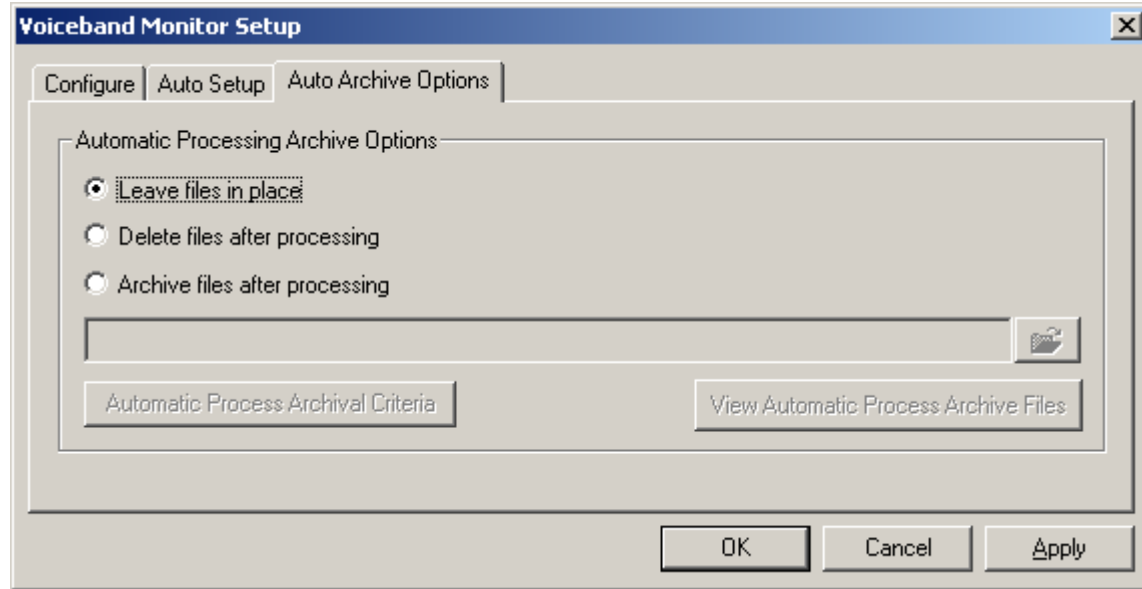 Voiceband Monitor Setup
Configure Auto Setup Auto Archive Options
Automatic Processing Archive Options
Leave files in place
Delete files after processing
Archive files after processing
Automatic Process Archival Criteria View Automatic Process Archive Files
OK Cancel Apply